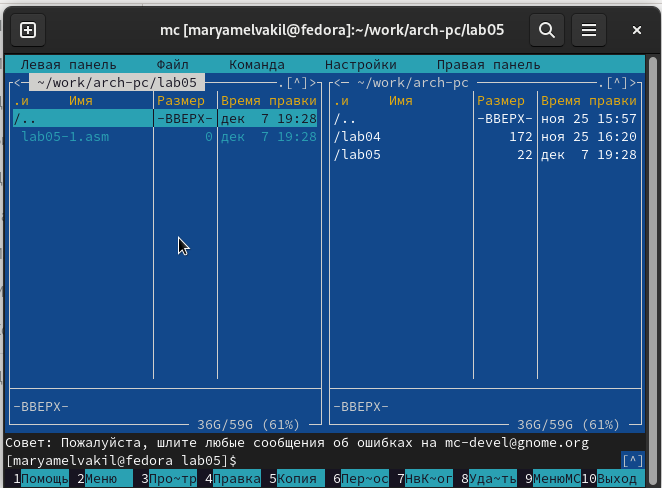 mc [maryamelvakil@fedora]:~/work/arch-pc/lab05
Левая панель Файл Команда Настройки Правая панель
<— ~/work/arch-pc/lab05 .[^]> <— ~/work/arch-pc .[^]>
.и Имя Размер Время правки .и Имя Размер Время правки
/.. -ВВЕРХ- дек 7 19:28 /.. -ВВЕРХ- ноя 25 15:57
lab05-1.asm 0 дек 7 19:28 /lab04 172 ноя 25 16:20
/lab05 22 дек 7 19:28
-ВВЕРХ- -ВВЕРХ-
36G/59G (61%) 36G/59G (61%)
Совет: Пожалуйста, шлите любые сообщения об ошибках на mc-devel@gnome.org
[maryamelvakil@fedora lab05]$ [^]
1Помощь 2Меню 3Про~тр 4Правка 5Копия 6Пер~ос 7НвК~ог 8Уда~ть 9МенюMC 10Выход